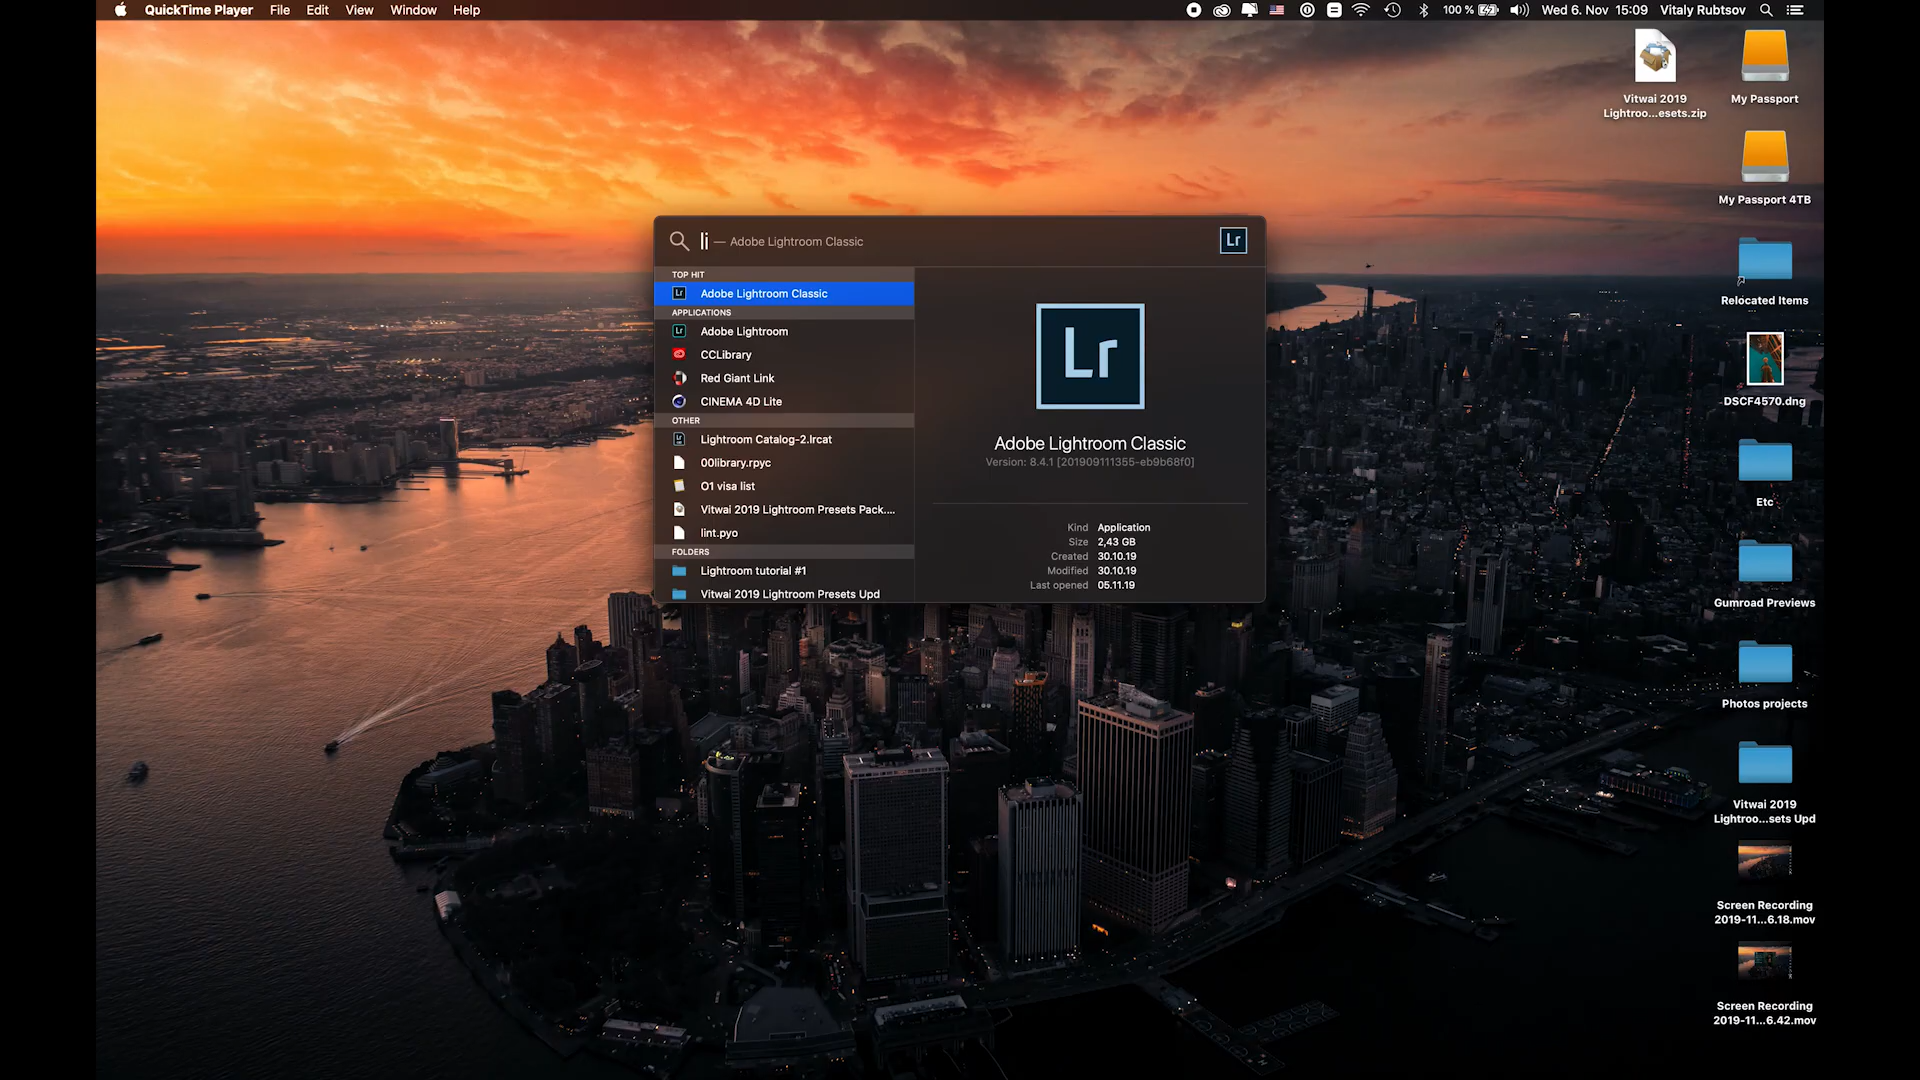 QuickTime Player File Edit View Window Help
100 % Wed 6. Nov 15:09 Vitaly Rubtsov
li — Adobe Lightroom Classic
Lr
TOP HIT
Lr Adobe Lightroom Classic
APPLICATIONS
Lr Adobe Lightroom
CCLibrary
Red Giant Link
CINEMA 4D Lite
OTHER
Lightroom Catalog-2.lrcat
00library.rpyc
O1 visa list
Vitwai 2019 Lightroom Presets Pack....
lint.pyo
FOLDERS
Lightroom tutorial #1
Vitwai 2019 Lightroom Presets Upd
Lr
Adobe Lightroom Classic
Version: 8.4.1 [201909111355-eb9b68f0]
Kind Application
Size 2,43 GB
Created 30.10.19
Modified 30.10.19
Last opened 05.11.19
Vitwai 2019
Lightroo...esets.zip
My Passport
My Passport 4TB
Relocated Items
DSCF4570.dng
Etc
Gumroad Previews
Photos projects
Vitwai 2019
Lightroo...sets Upd
Screen Recording
2019-11...6.18.mov
Screen Recording
2019-11...6.42.mov